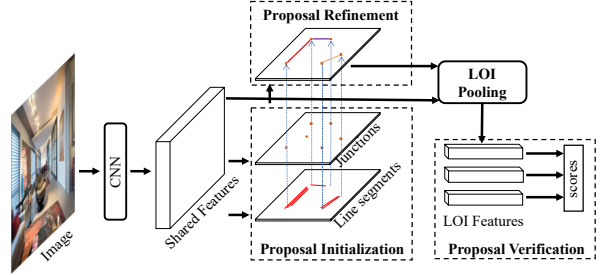 Proposal Refinement
LOI
Pooling
CNN
Junctions
scores
Line segments
Shared Features
Image
LOI Features
Proposal Initialization
Proposal Verification